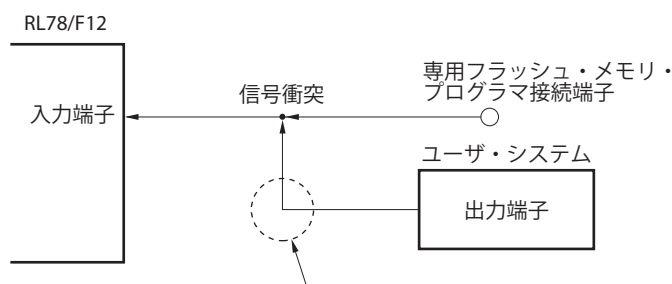 RL78/F12
専用フラッシュ・メモリ・
プログラマ接続端子
信号衝突
入力端子
ユーザ・システム
出力端子